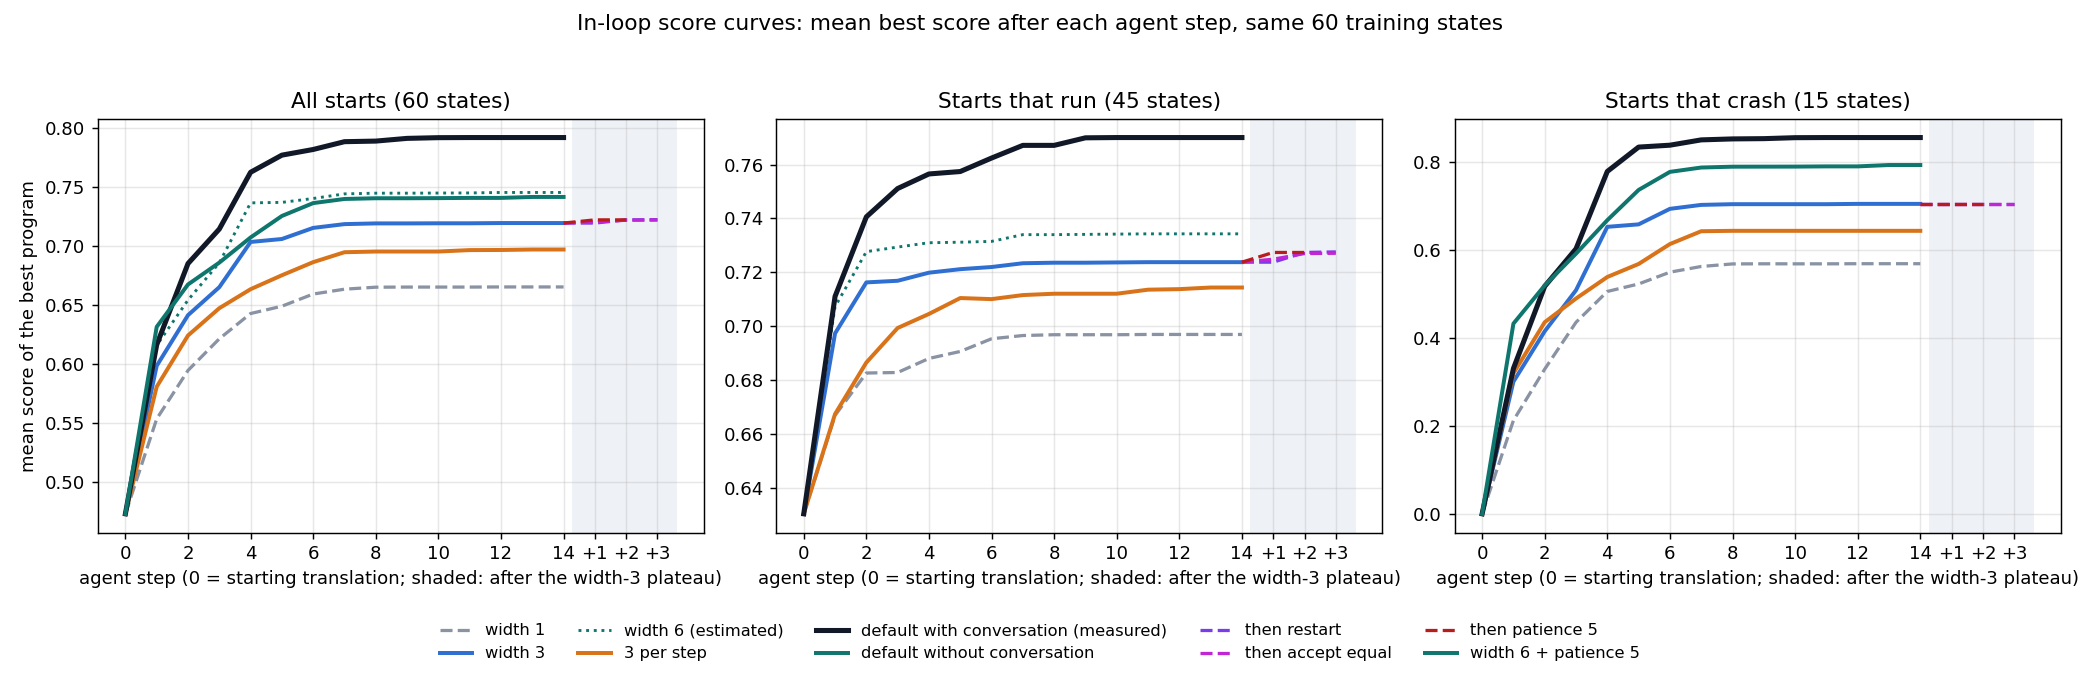 In-loop score curves: mean best score after each agent step, same 60 training states
All starts (60 states)
mean score of the best program
0.80
0.75
0.70
0.65
0.60
0.55
0.50
0 2 4 6 8 10 12 14 +1 +2 +3
agent step (0 = starting translation; shaded: after the width-3 plateau)
Starts that run (45 states)
0.76
0.74
0.72
0.70
0.68
0.66
0.64
0 2 4 6 8 10 12 14 +1 +2 +3
agent step (0 = starting translation; shaded: after the width-3 plateau)
Starts that crash (15 states)
0.8
0.6
0.4
0.2
0.0
0 2 4 6 8 10 12 14 +1 +2 +3
agent step (0 = starting translation; shaded: after the width-3 plateau)
width 1
width 3
width 6 (estimated)
3 per step
default with conversation (measured)
default without conversation
then restart
then accept equal
then patience 5
width 6 + patience 5